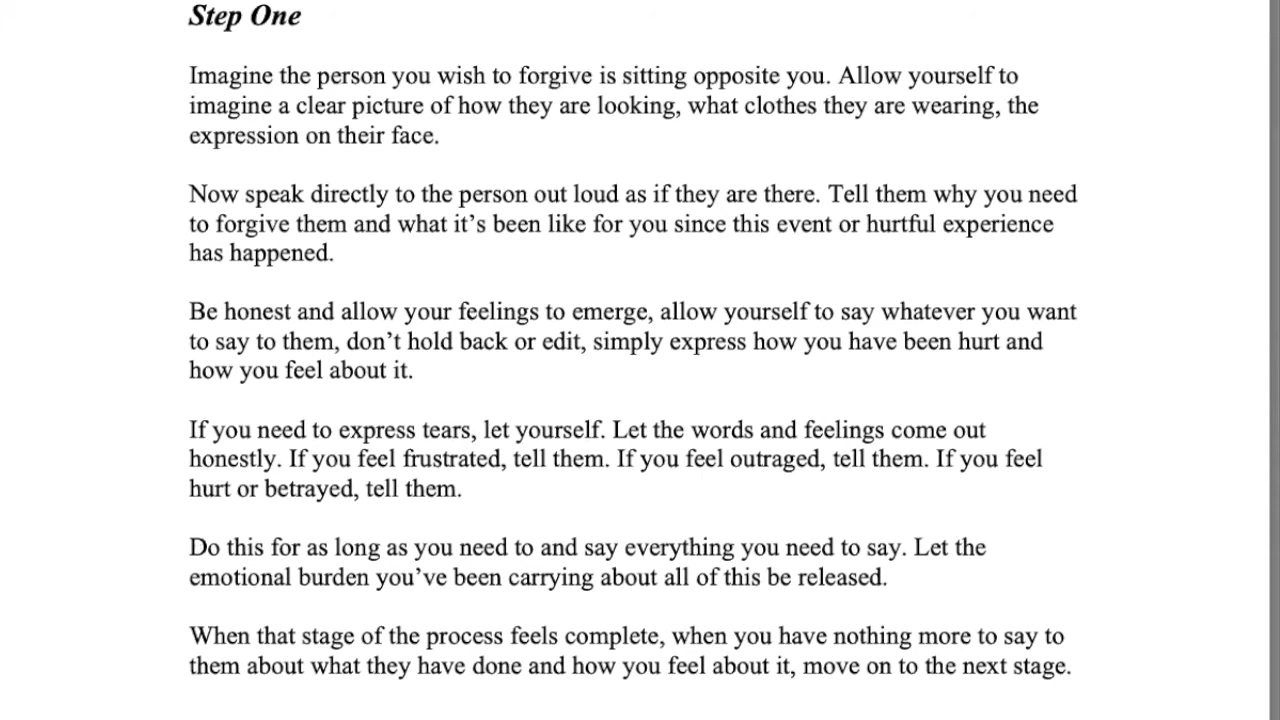 Step One
Imagine the person you wish to forgive is sitting opposite you. Allow yourself to
imagine a clear picture of how they are looking, what clothes they are wearing, the
expression on their face.
Now speak directly to the person out loud as if they are there. Tell them why you need
to forgive them and what it’s been like for you since this event or hurtful experience
has happened.
Be honest and allow your feelings to emerge, allow yourself to say whatever you want
to say to them, don’t hold back or edit, simply express how you have been hurt and
how you feel about it.
If you need to express tears, let yourself. Let the words and feelings come out
honestly. If you feel frustrated, tell them. If you feel outraged, tell them. If you feel
hurt or betrayed, tell them.
Do this for as long as you need to and say everything you need to say. Let the
emotional burden you’ve been carrying about all of this be released.
When that stage of the process feels complete, when you have nothing more to say to
them about what they have done and how you feel about it, move on to the next stage.